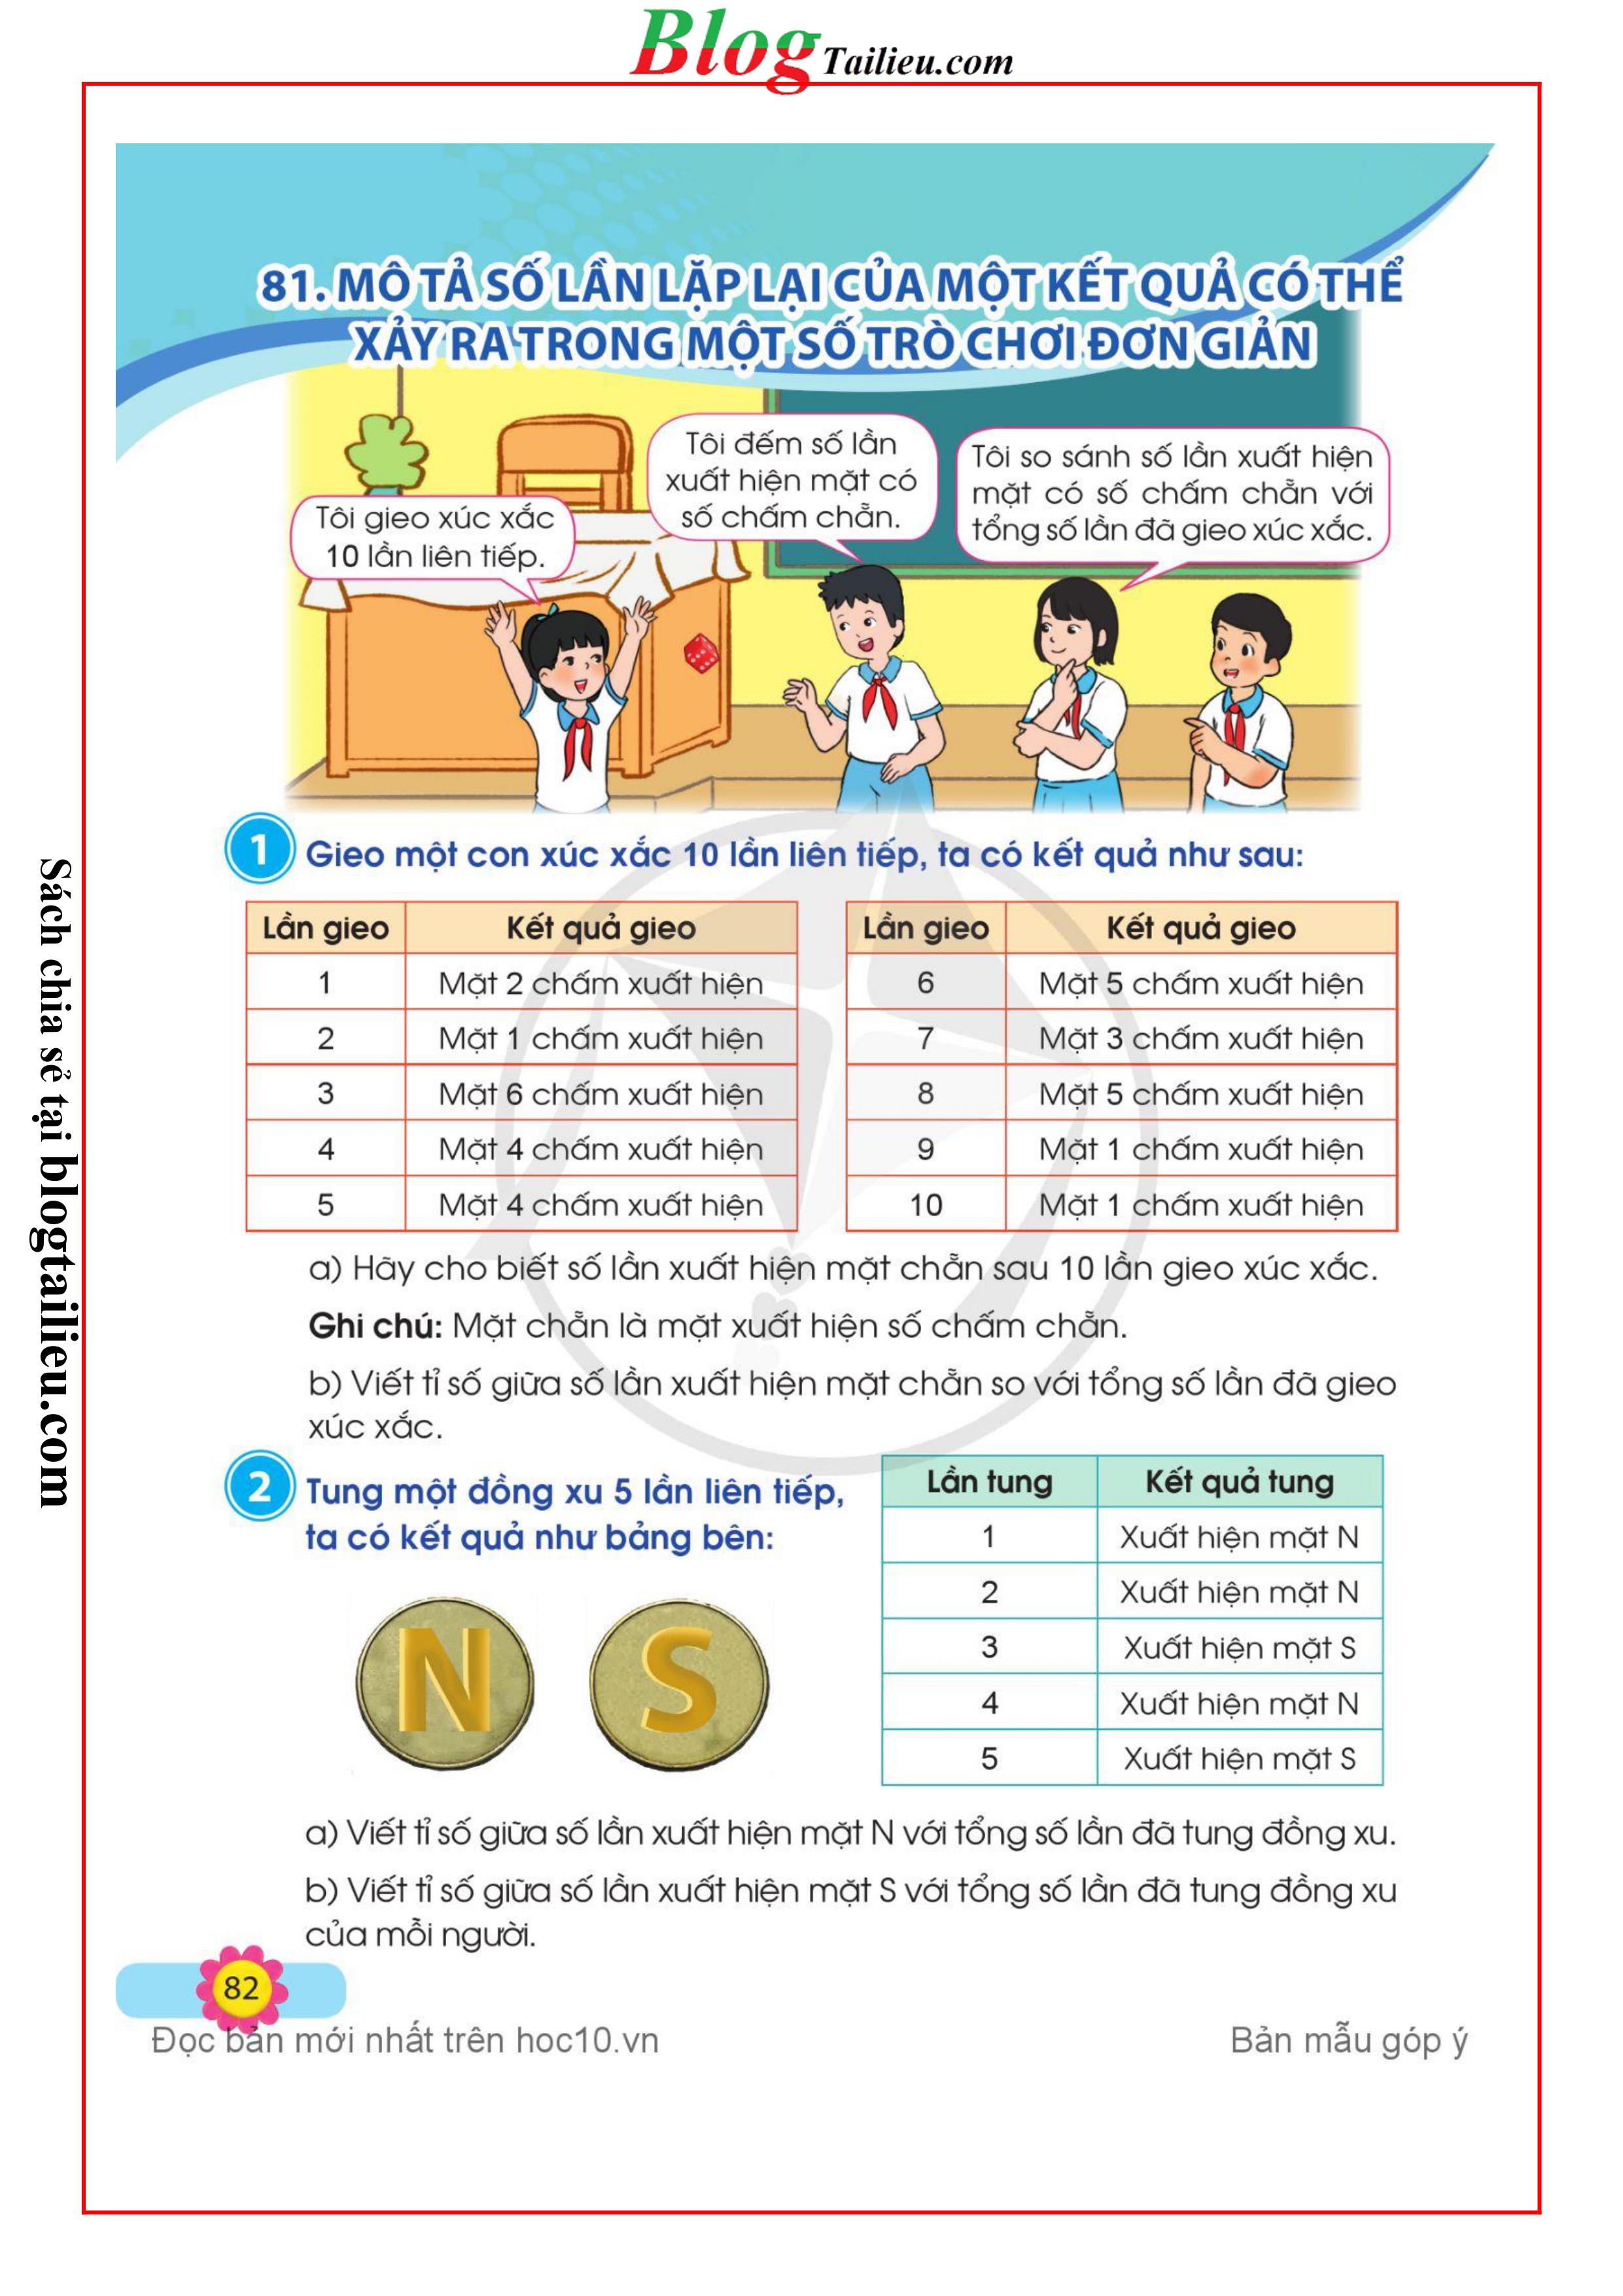 Blog Tailieu.com
81. MÔ TẢ SỐ LẦN LẶP LẠI CỦA MỘT KẾT QUẢ CÓ THỂ
XẢY RA TRONG MỘT SỐ TRÒ CHƠI ĐƠN GIẢN
Tôi gieo xúc xắc
10 lần liên tiếp.
Tôi đếm số lần
xuất hiện mặt có
số chấm chẵn.
Tôi so sánh số lần xuất hiện
mặt có số chấm chẵn với
tổng số lần đã gieo xúc xắc.
1 Gieo một con xúc xắc 10 lần liên tiếp, ta có kết quả như sau:
Lần gieo Kết quả gieo
1 Mặt 2 chấm xuất hiện
2 Mặt 1 chấm xuất hiện
3 Mặt 6 chấm xuất hiện
4 Mặt 4 chấm xuất hiện
5 Mặt 4 chấm xuất hiện
Lần gieo Kết quả gieo
6 Mặt 5 chấm xuất hiện
7 Mặt 3 chấm xuất hiện
8 Mặt 5 chấm xuất hiện
9 Mặt 1 chấm xuất hiện
10 Mặt 1 chấm xuất hiện
a) Hãy cho biết số lần xuất hiện mặt chẵn sau 10 lần gieo xúc xắc.
Ghi chú: Mặt chẵn là mặt xuất hiện số chấm chẵn.
b) Viết tỉ số giữa số lần xuất hiện mặt chẵn so với tổng số lần đã gieo
xúc xắc.
2 Tung một đồng xu 5 lần liên tiếp,
ta có kết quả như bảng bên:
N S
Lần tung Kết quả tung
1 Xuất hiện mặt N
2 Xuất hiện mặt N
3 Xuất hiện mặt S
4 Xuất hiện mặt N
5 Xuất hiện mặt S
a) Viết tỉ số giữa số lần xuất hiện mặt N với tổng số lần đã tung đồng xu.
b) Viết tỉ số giữa số lần xuất hiện mặt S với tổng số lần đã tung đồng xu
của mỗi người.
82
Đọc bản mới nhất trên hoc10.vn
Bản mẫu góp ý
Sách chia sẻ tại blogtailieu.com